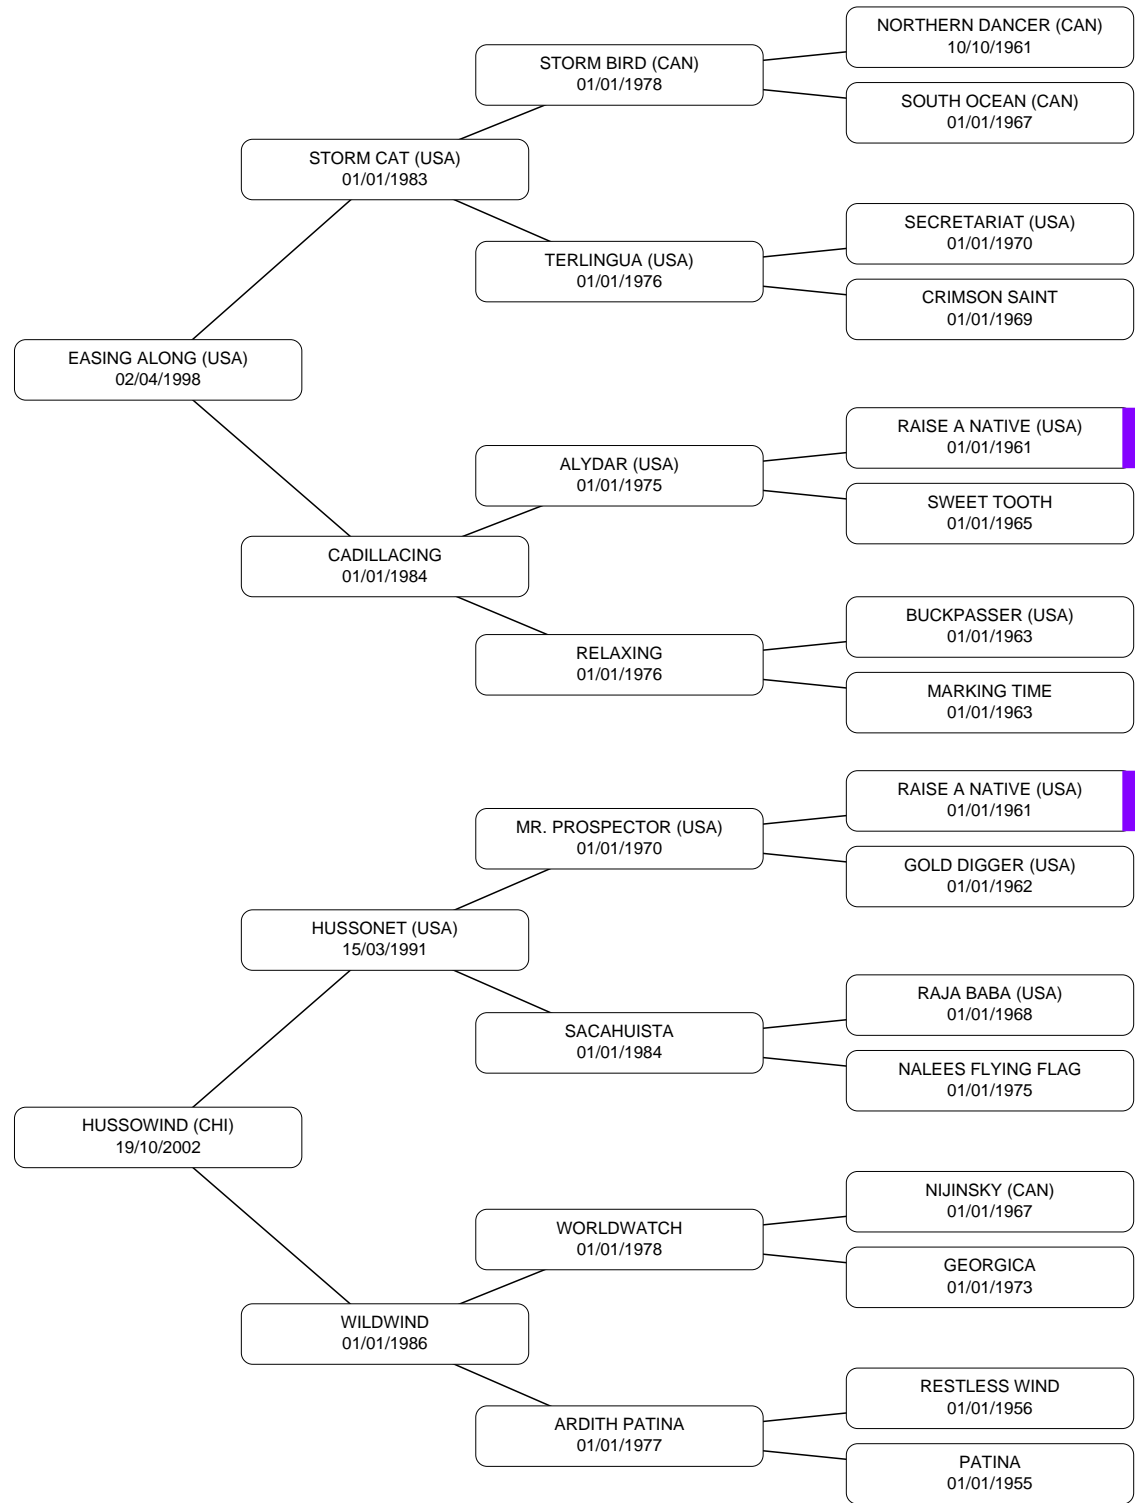 NORTHERN DANCER (CAN)
10/10/1961
STORM BIRD (CAN)
01/01/1978
SOUTH OCEAN (CAN)
01/01/1967
STORM CAT (USA)
01/01/1983
SECRETARIAT (USA)
01/01/1970
TERLINGUA (USA)
01/01/1976
CRIMSON SAINT
01/01/1969
EASING ALONG (USA)
02/04/1998
RAISE A NATIVE (USA)
01/01/1961
ALYDAR (USA)
01/01/1975
SWEET TOOTH
01/01/1965
CADILLACING
01/01/1984
BUCKPASSER (USA)
01/01/1963
RELAXING
01/01/1976
MARKING TIME
01/01/1963
RAISE A NATIVE (USA)
01/01/1961
MR. PROSPECTOR (USA)
01/01/1970
GOLD DIGGER (USA)
01/01/1962
HUSSONET (USA)
15/03/1991
RAJA BABA (USA)
01/01/1968
SACAHUISTA
01/01/1984
NALEES FLYING FLAG
01/01/1975
HUSSOWIND (CHI)
19/10/2002
NIJINSKY (CAN)
01/01/1967
WORLDWATCH
01/01/1978
GEORGICA
01/01/1973
WILDWIND
01/01/1986
RESTLESS WIND
01/01/1956
ARDITH PATINA
01/01/1977
PATINA
01/01/1955